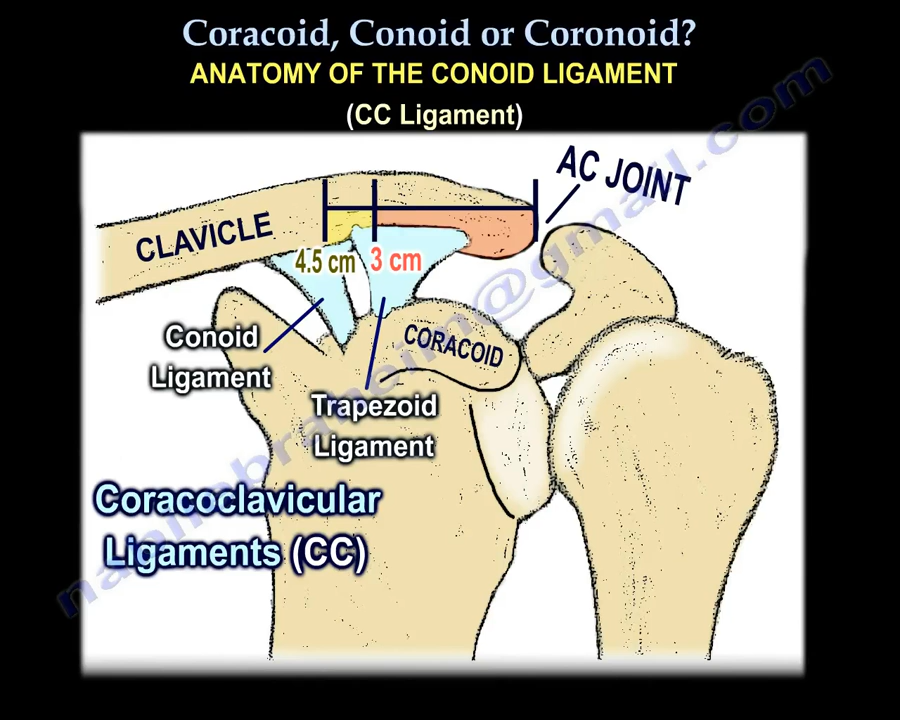 Coracoid, Conoid or Coronoid?
ANATOMY OF THE CONOID LIGAMENT
(CC Ligament)
AC JOINT
CLAVICLE
4.5 cm 3 cm
Conoid
Ligament
CORACOID
Trapezoid
Ligament
Coracoclavicular
Ligaments (CC)